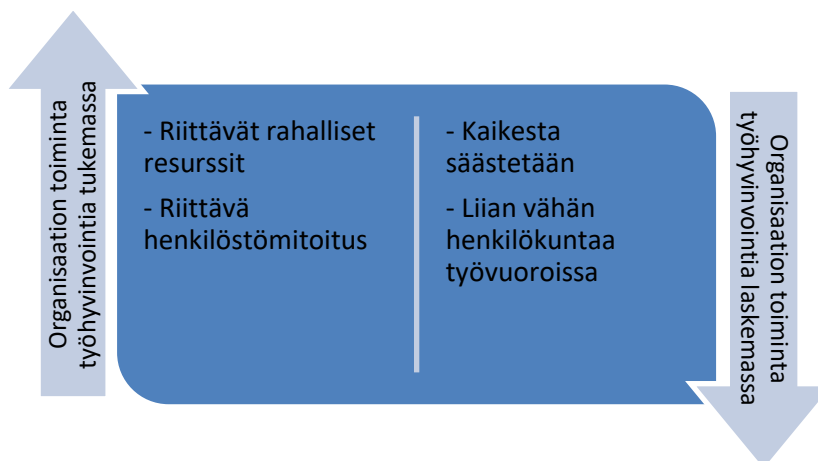 Organisaation toiminta
työhyvinvointia tukemassa
- Riittävät rahalliset
resurssit
- Riittävä
henkilöstömitoitus
- Kaikesta
säästetään
- Liian vähän
henkilökuntaa
työvuoroissa
Organisaation toiminta
työhyvinvointia laskemassa